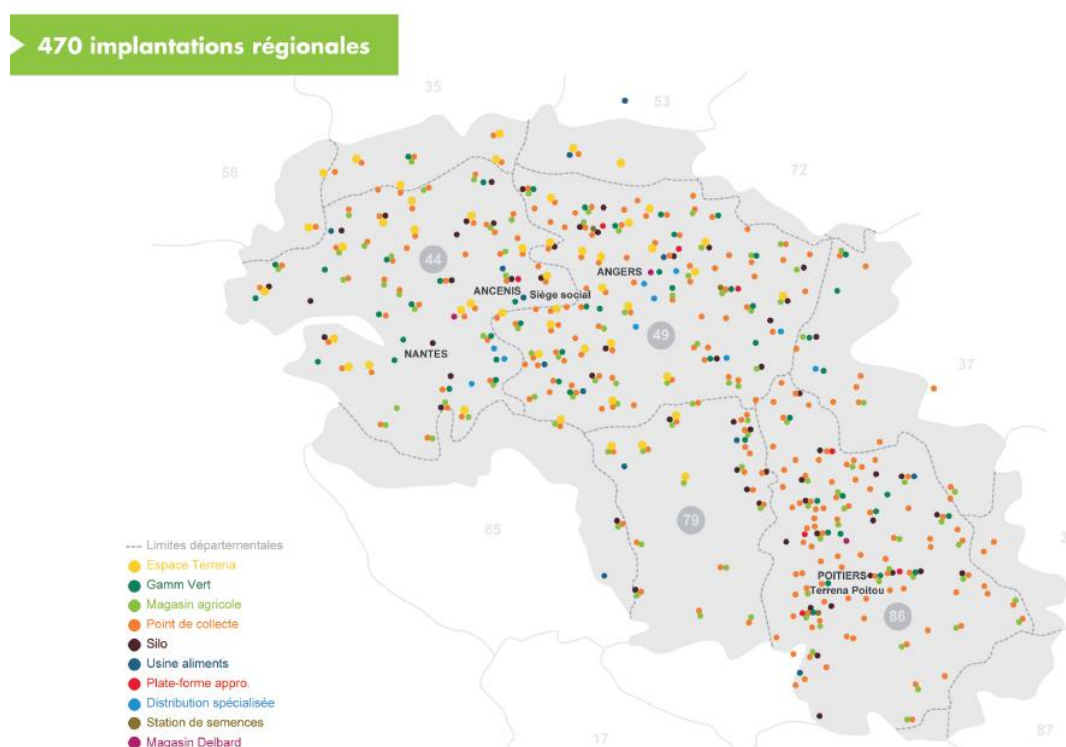 470 implantations régionales
35
53
56
72
44
ANGERS
ANCENIS
Siège social
49
NANTES
37
85
79
POITIERS
Terrena Poitou
86
17
87
Limites départementales
Espace Terrena
Gamm Vert
Magasin agricole
Point de collecte
Silo
Usine aliments
Plate-forme appro.
Distribution spécialisée
Station de semences
Magasin Delbard